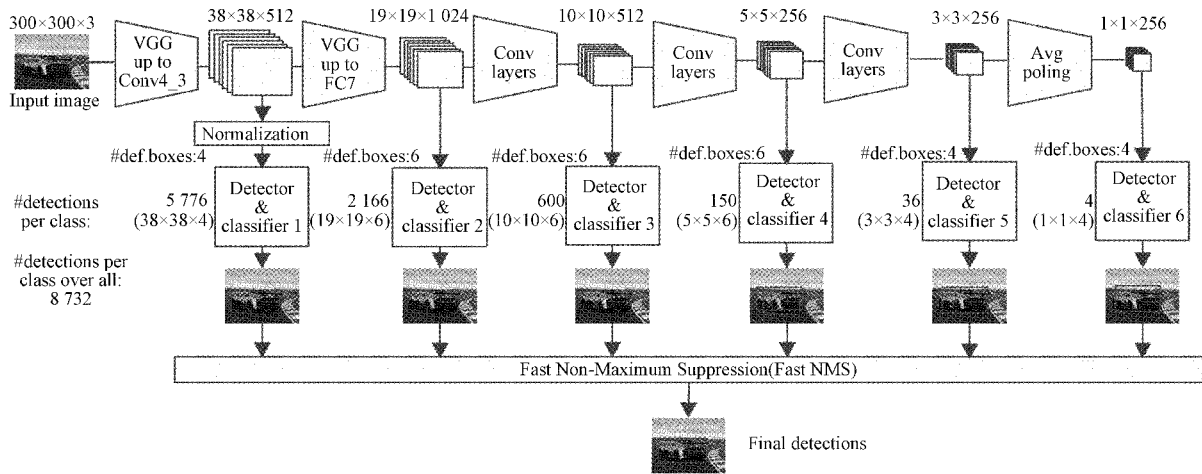 300×300×3
38×38×512
19×19×1 024
10×10×512
5×5×256
3×3×256
1×1×256
VGG
up to
Conv4_3
VGG
up to
FC7
Conv
layers
Conv
layers
Conv
layers
Avg
poling
Input image
Normalization
#def.boxes:4
#def.boxes:6
#def.boxes:6
#def.boxes:6
#def.boxes:4
#def.boxes:4
#detections
per class:
5 776
(38×38×4)
Detector
&
classifier 1
2 166
(19×19×6)
Detector
&
classifier 2
600
(10×10×6)
Detector
&
classifier 3
150
(5×5×6)
Detector
&
classifier 4
36
(3×3×4)
Detector
&
classifier 5
4
(1×1×4)
Detector
&
classifier 6
#detections per
class over all:
8 732
Fast Non-Maximum Suppression(Fast NMS)
Final detections